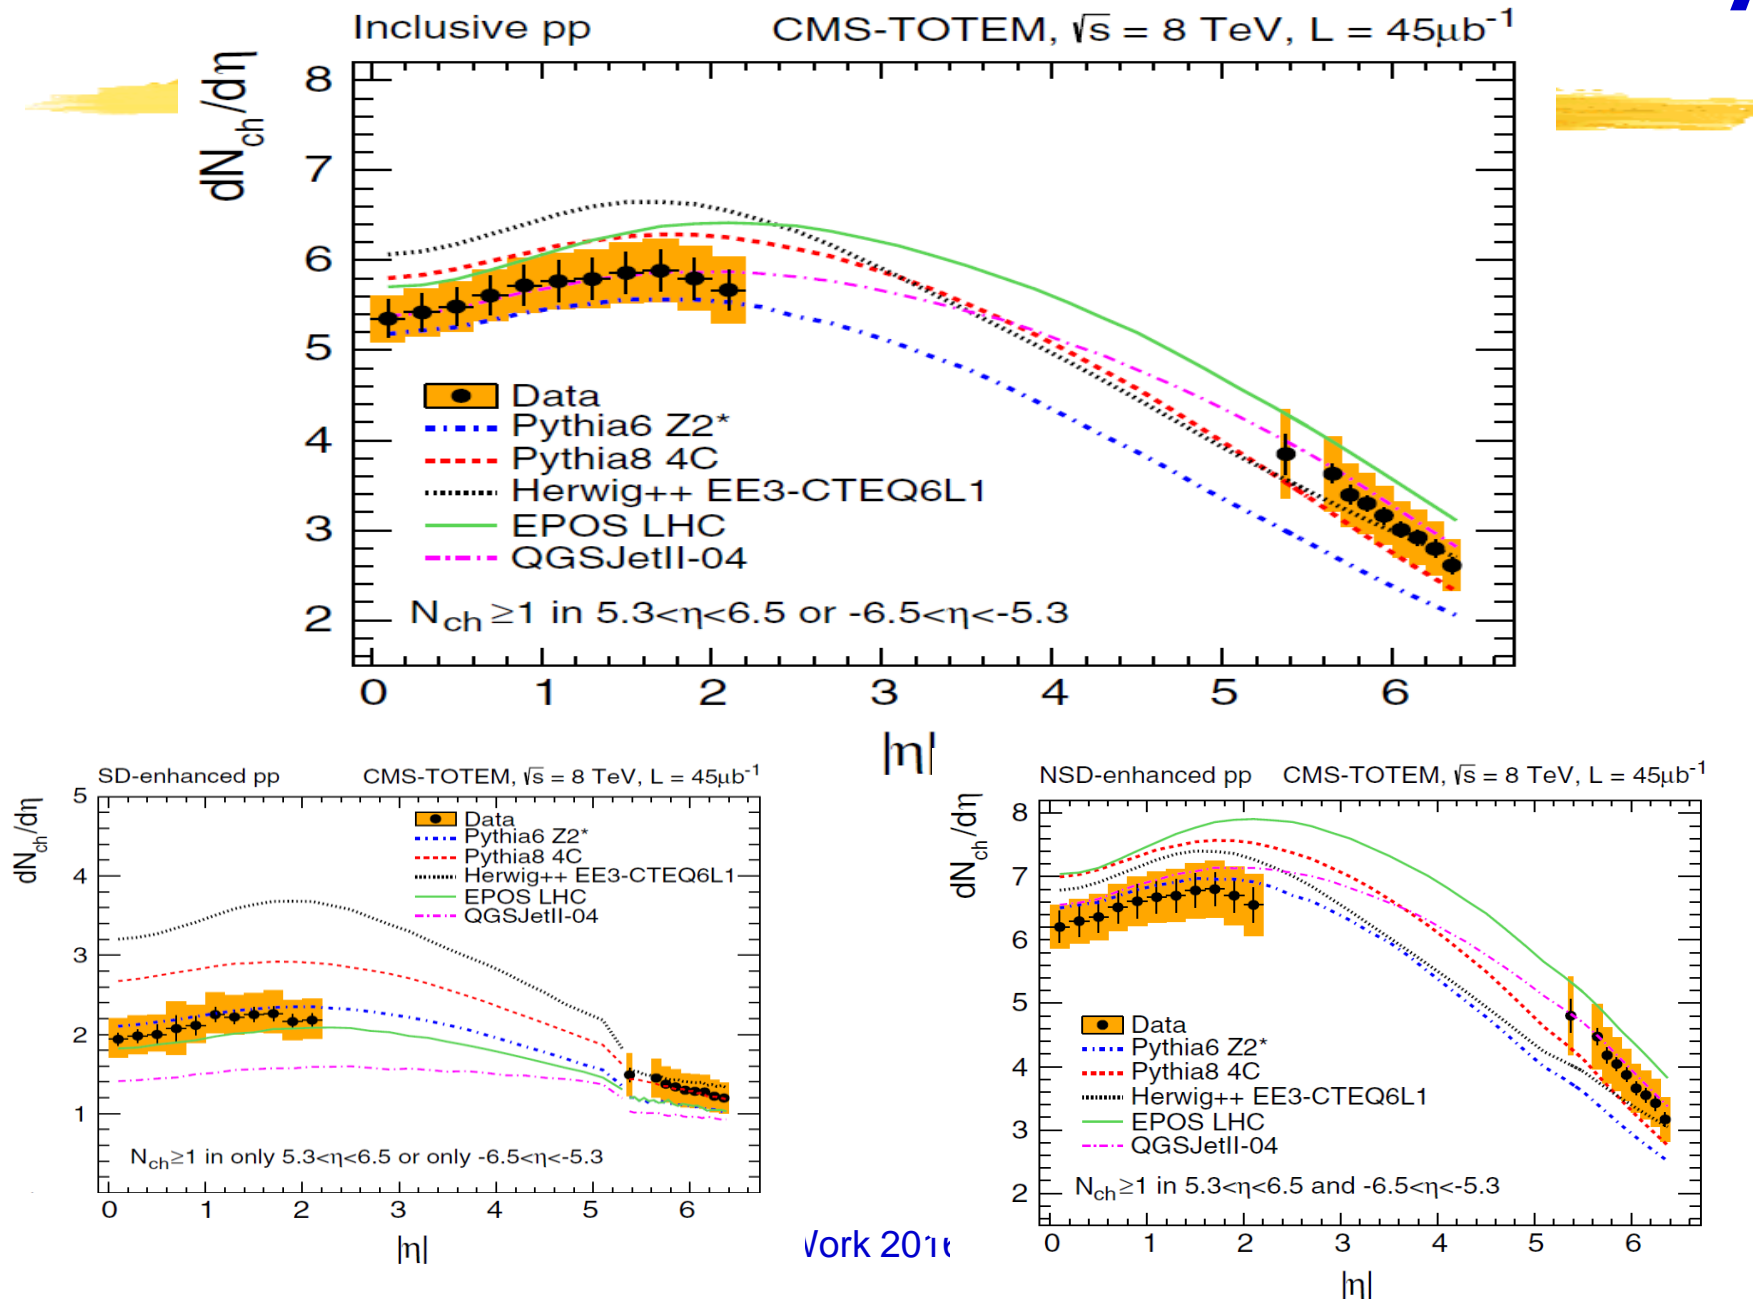 Inclusive pp CMS-TOTEM, √s = 8 TeV, L = 45μb⁻¹
dN_ch/dη
8
7
6
5
4
3
2
Data
Pythia6 Z2*
Pythia8 4C
Herwig++ EE3-CTEQ6L1
EPOS LHC
QGSJetII-04
N_ch ≥1 in 5.3<η<6.5 or -6.5<η<-5.3
0 1 2 3 4 5 6
|η|
SD-enhanced pp CMS-TOTEM, √s = 8 TeV, L = 45μb⁻¹
dN_ch/dη
5
4
3
2
1
Data
Pythia6 Z2*
Pythia8 4C
Herwig++ EE3-CTEQ6L1
EPOS LHC
QGSJetII-04
N_ch≥1 in only 5.3<η<6.5 or only -6.5<η<-5.3
0 1 2 3 4 5 6
|η|
NSD-enhanced pp CMS-TOTEM, √s = 8 TeV, L = 45μb⁻¹
dN_ch/dη
8
7
6
5
4
3
2
Data
Pythia6 Z2*
Pythia8 4C
Herwig++ EE3-CTEQ6L1
EPOS LHC
QGSJetII-04
N_ch≥1 in 5.3<η<6.5 and -6.5<η<-5.3
0 1 2 3 4 5 6
|η|